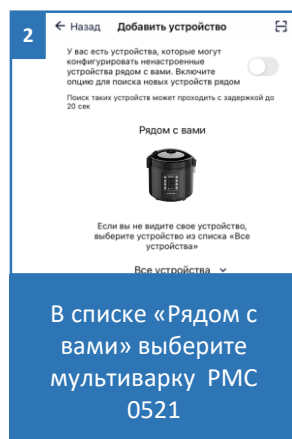 2
← Назад Добавить устройство
У вас есть устройства, которые могут
конфигурировать ненастроенные
устройства рядом с вами. Включите
опцию для поиска новых устройств рядом
Поиск таких устройств может проходить с задержкой до
20 сек
Рядом с вами
Если вы не видите свое устройство,
выберите устройство из списка «Все
устройства»
Все устройства
В списке «Рядом с
вами» выберите
мультиварку РМС
0521